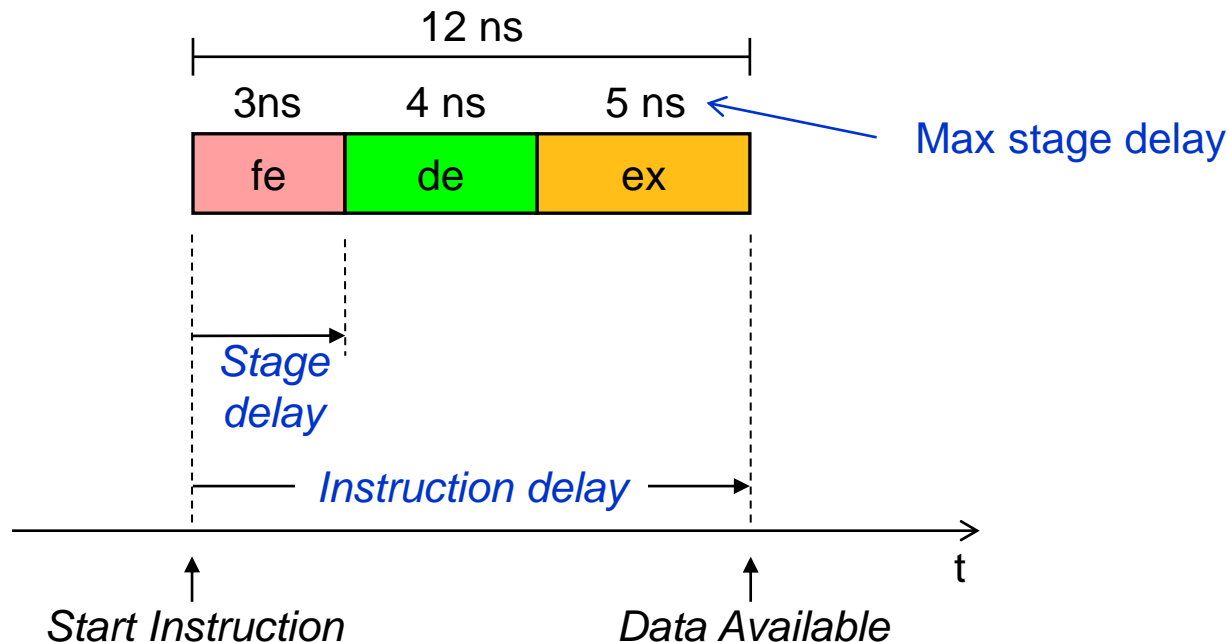 12 ns
3ns 4 ns 5 ns
Max stage delay
fe de ex
Stage
delay
Instruction delay
t
Start Instruction Data Available